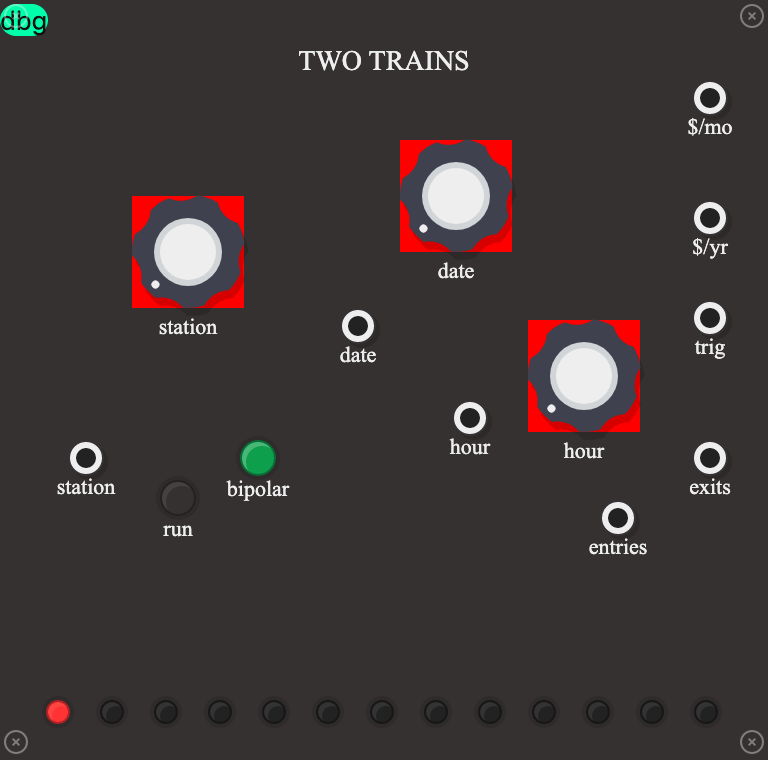 dbg
TWO TRAINS
$/mo
$/yr
date
station
trig
date
hour
hour
station
bipolar
exits
run
entries